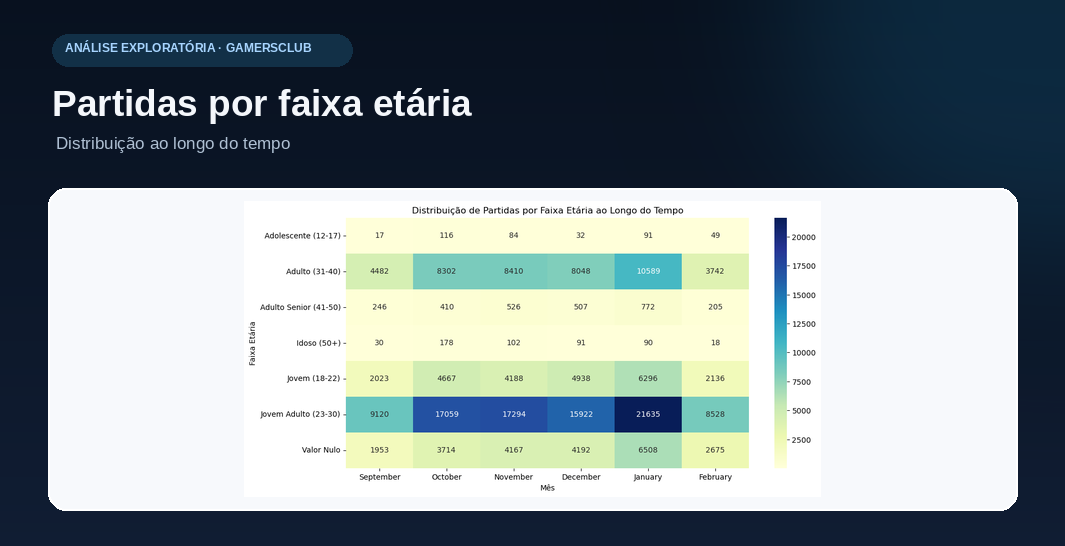 ANÁLISE EXPLORATÓRIA · GAMERSCLUB
Partidas por faixa etária
Distribuição ao longo do tempo
Distribuição de Partidas por Faixa Etária ao Longo do Tempo
Faixa Etária
Adolescente (12-17) 17 116 84 32 91 49
Adulto (31-40) 4482 8302 8410 8048 10589 3742
Adulto Senior (41-50) 246 410 526 507 772 205
Idoso (50+) 30 178 102 91 90 18
Jovem (18-22) 2023 4667 4188 4938 6296 2136
Jovem Adulto (23-30) 9120 17059 17294 15922 21635 8528
Valor Nulo 1953 3714 4167 4192 6508 2675
September October November December January February
Mês
20000
17500
15000
12500
10000
7500
5000
2500